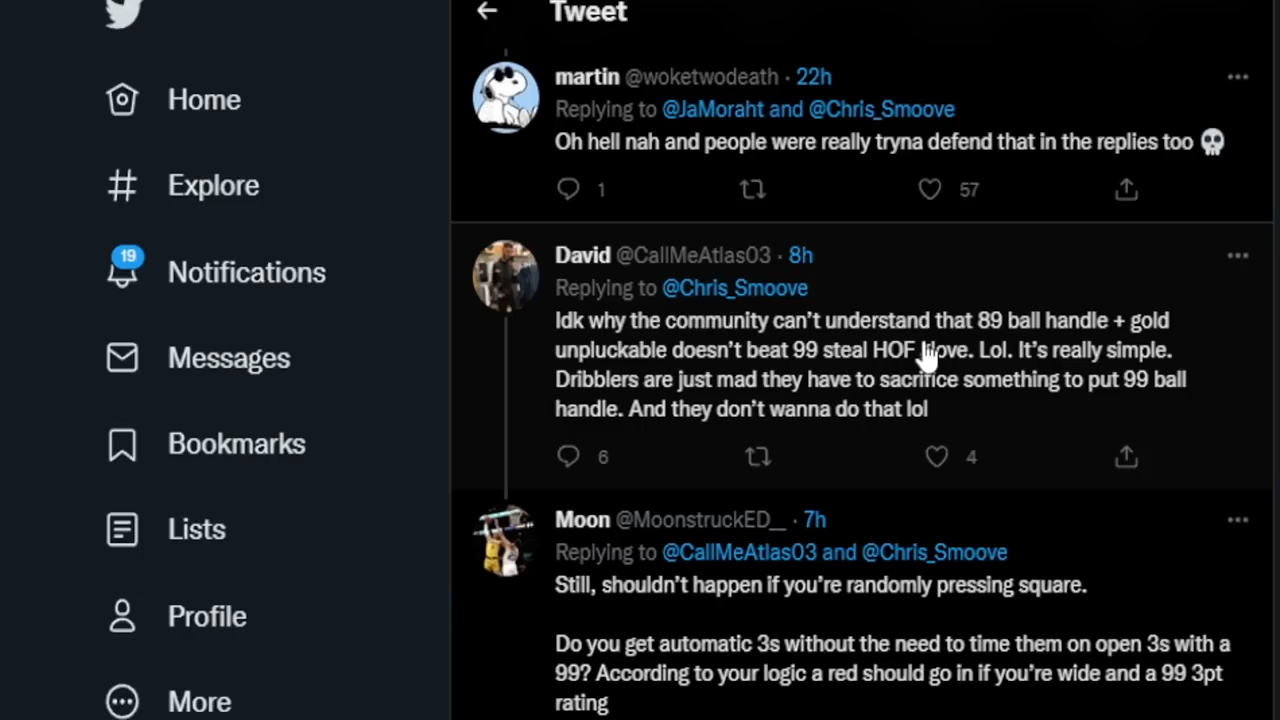 Tweet
Home
Explore
19
Notifications
Messages
Bookmarks
Lists
Profile
More
martin @woketwodeath · 22h
Replying to @JaMoraht and @Chris_Smoove
Oh hell nah and people were really tryna defend that in the replies too 💀
1 57
David @CallMeAtlas03 · 8h
Replying to @Chris_Smoove
Idk why the community can't understand that 89 ball handle + gold
unpluckable doesn't beat 99 steal HOF Lol. It's really simple.
Dribblers are just mad they have to sacrifice something to put 99 ball
handle. And they don't wanna do that lol
6 4
Moon @MoonstruckED__ · 7h
Replying to @CallMeAtlas03 and @Chris_Smoove
Still, shouldn't happen if you're randomly pressing square.
Do you get automatic 3s without the need to time them on open 3s with a
99? According to your logic a red should go in if you're wide and a 99 3pt
rating